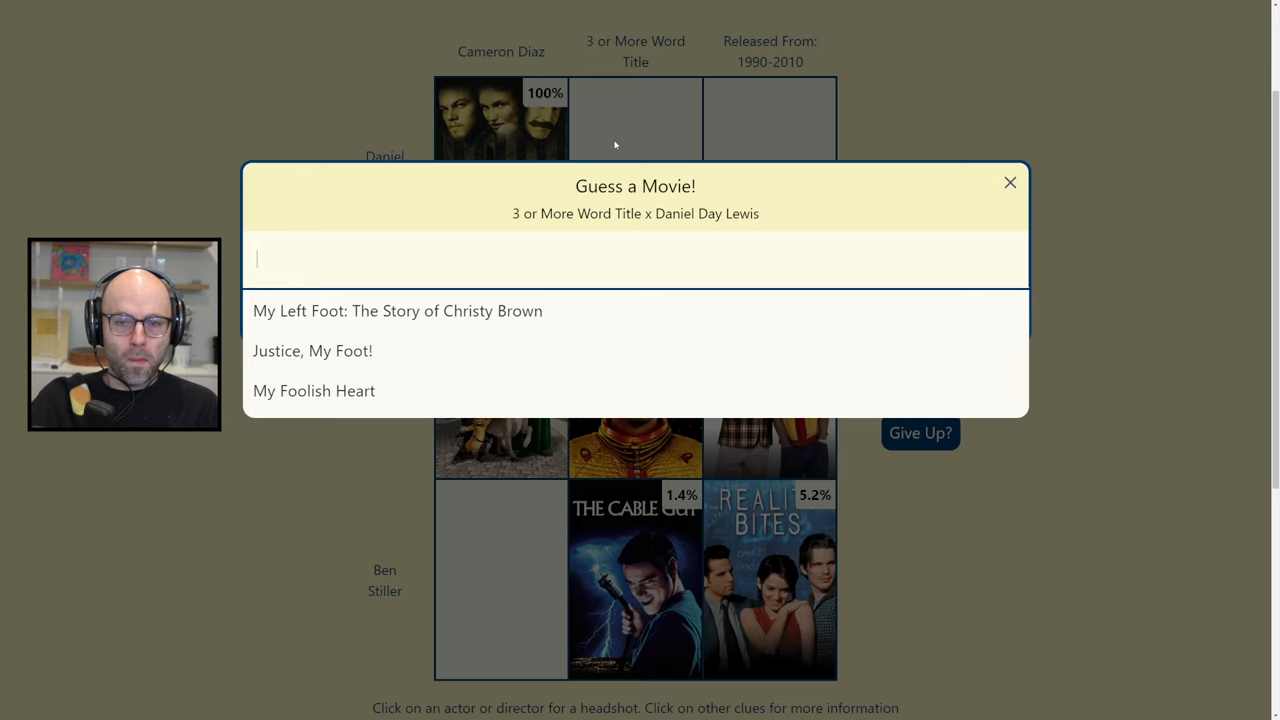 Cameron Diaz
3 or More Word
Title
Released From:
1990-2010
100%
Daniel
Guess a Movie!
3 or More Word Title x Daniel Day Lewis
My Left Foot: The Story of Christy Brown
Justice, My Foot!
My Foolish Heart
Give Up?
Ben
Stiller
THE CABLE GUY
1.4%
REALI
BITES
5.2%
Click on an actor or director for a headshot. Click on other clues for more information